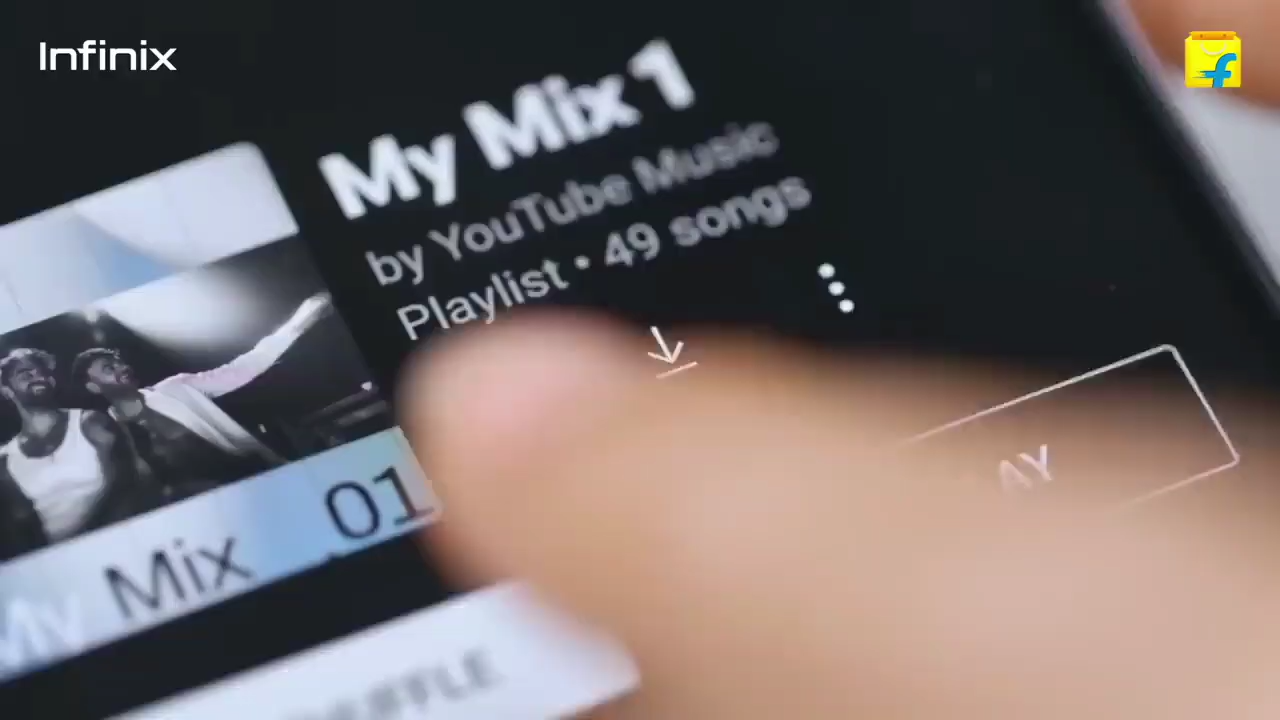 Infinix
My Mix 1
by YouTube Music
Playlist • 49 songs
01
My Mix